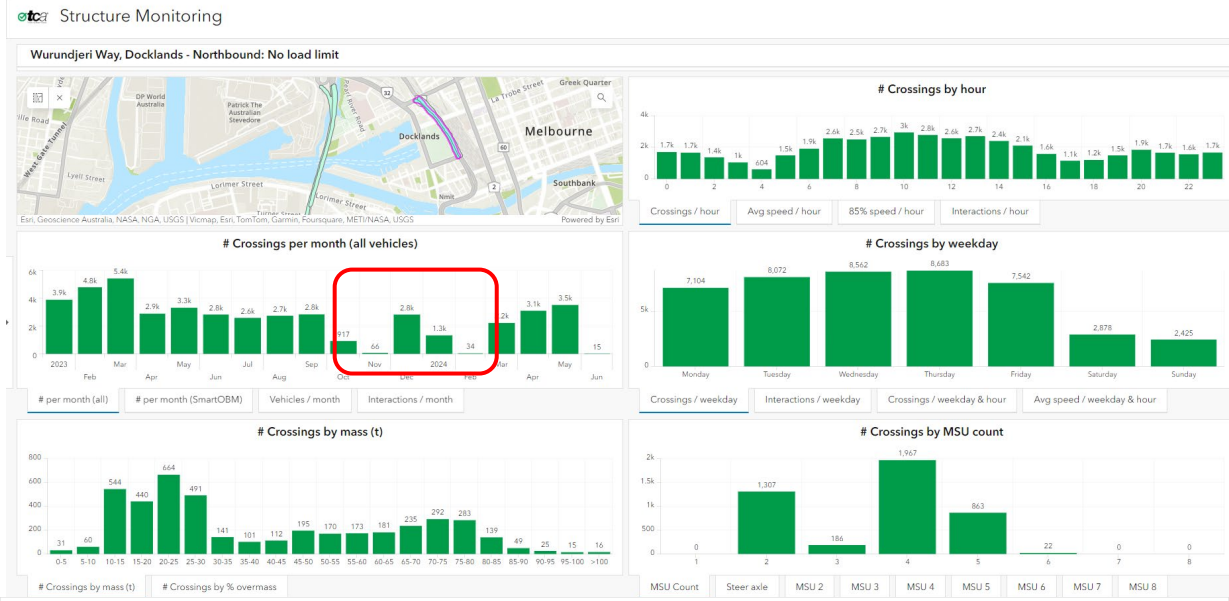 tca Structure Monitoring
Wurundjeri Way, Docklands - Northbound: No load limit
DP World
Australia
Patrick The
Australian
Stevedore
Pearl River Road
32
La Trobe Street
Greek Quarter
ille Road
Docklands
60
Melbourne
West Gate Tunnel
Lyell Street
Lorimer Street
Lorimer Street
Nmit
2
Southbank
Turner Street
Esri, Geoscience Australia, NASA, NGA, USGS | Vicmap, Esri, TomTom, Garmin, Foursquare, METI/NASA, USGS
Powered by Esri
# Crossings by hour
4k
2k
0
1.7k 1.7k 1.4k 1k 604 1.5k 1.9k 2.6k 2.5k 2.7k 3k 2.8k 2.6k 2.7k 2.4k 2.1k 1.6k 1.1k 1.2k 1.5k 1.9k 1.7k 1.6k 1.7k
0 2 4 6 8 10 12 14 16 18 20 22
Crossings / hour Avg speed / hour 85% speed / hour Interactions / hour
# Crossings per month (all vehicles)
6k
4k
2k
0
3.9k 4.8k 5.4k 2.9k 3.3k 2.8k 2.6k 2.7k 2.8k 917 66 2.8k 1.3k 34 .2k 3.1k 3.5k 15
2023 Feb Mar Apr May Jun Jul Aug Sep Oct Nov Dec 2024 Feb Mar Apr May Jun
# per month (all) # per month (SmartOBM) Vehicles / month Interactions / month
# Crossings by weekday
5k
0
7,104 8,072 8,562 8,683 7,542 2,878 2,425
Monday Tuesday Wednesday Thursday Friday Saturday Sunday
Crossings / weekday Interactions / weekday Crossings / weekday & hour Avg speed / weekday & hour
# Crossings by mass (t)
800
600
400
200
0
31 60 544 440 664 491 141 101 112 195 170 173 181 235 292 283 139 49 25 15 16
0-5 5-10 10-15 15-20 20-25 25-30 30-35 35-40 40-45 45-50 50-55 55-60 60-65 65-70 70-75 75-80 80-85 85-90 90-95 95-100 >100
# Crossings by mass (t) # Crossings by % overmass
# Crossings by MSU count
2k
1.5k
1k
500
0
0 1,307 186 1,967 863 22 0 0
1 2 3 4 5 6 7 8
MSU Count Steer axle MSU 2 MSU 3 MSU 4 MSU 5 MSU 6 MSU 7 MSU 8